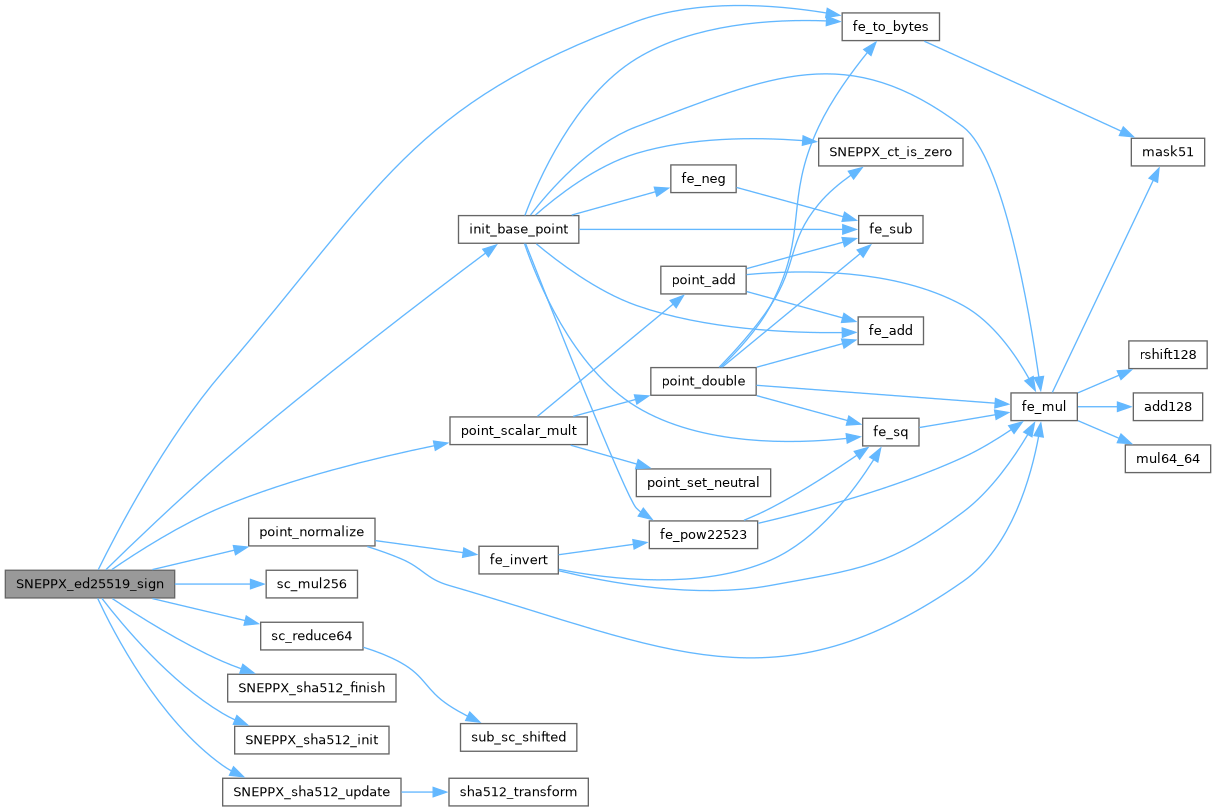 fe_to_bytes
mask51
SNEPPX_ct_is_zero
fe_neg
init_base_point
fe_sub
point_add
fe_add
rshift128
point_double
fe_mul
add128
point_scalar_mult
fe_sq
mul64_64
point_set_neutral
point_normalize
fe_pow22523
fe_invert
SNEPPX_ed25519_sign
sc_mul256
sc_reduce64
SNEPPX_sha512_finish
SNEPPX_sha512_init
sub_sc_shifted
SNEPPX_sha512_update
sha512_transform